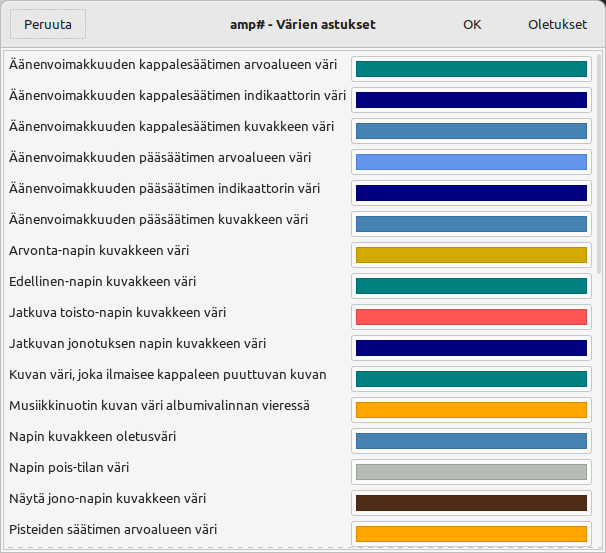 Peruuta
amp# - Värien astukset
OK
Oletukset
Äänenvoimakkuuden kappalesäätimen arvoalueen väri
Äänenvoimakkuuden kappalesäätimen indikaattorin väri
Äänenvoimakkuuden kappalesäätimen kuvakkeen väri
Äänenvoimakkuuden pääsäätimen arvoalueen väri
Äänenvoimakkuuden pääsäätimen indikaattorin väri
Äänenvoimakkuuden pääsäätimen kuvakkeen väri
Arvonta-napin kuvakkeen väri
Edellinen-napin kuvakkeen väri
Jatkuva toisto-napin kuvakkeen väri
Jatkuvan jonotuksen napin kuvakkeen väri
Kuvan väri, joka ilmaisee kappaleen puuttuvan kuvan
Musiikkinuotin kuvan väri albumivalinnan vieressä
Napin kuvakkeen oletusväri
Napin pois-tilan väri
Näytä jono-napin kuvakkeen väri
Pisteiden säätimen arvoalueen väri